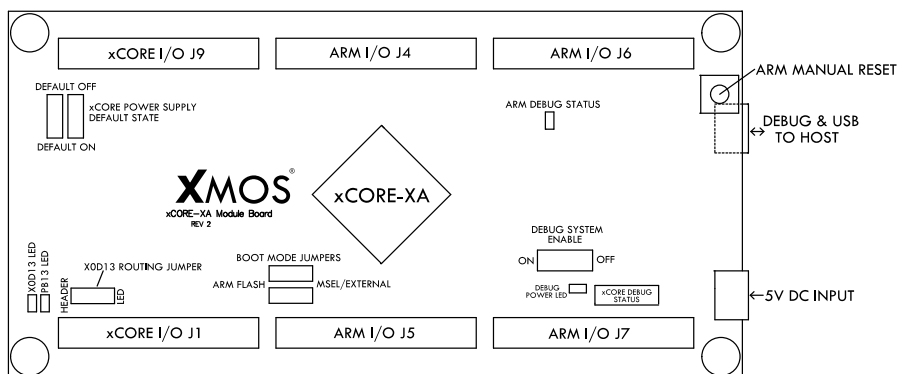 xCORE I/O J9
ARM I/O J4
ARM I/O J6
ARM MANUAL RESET
DEFAULT OFF
xCORE POWER SUPPLY
DEFAULT STATE
DEFAULT ON
ARM DEBUG STATUS
DEBUG & USB
TO HOST
XMOS®
xCORE-XA Module Board
REV 2
xCORE-XA
DEBUG SYSTEM
ENABLE
ON
OFF
BOOT MODE JUMPERS
ARM FLASH
MSEL/EXTERNAL
X0D13 LED
PB13 LED
X0D13 ROUTING JUMPER
HEADER
LED
DEBUG
POWER LED
xCORE DEBUG
STATUS
5V DC INPUT
xCORE I/O J1
ARM I/O J5
ARM I/O J7